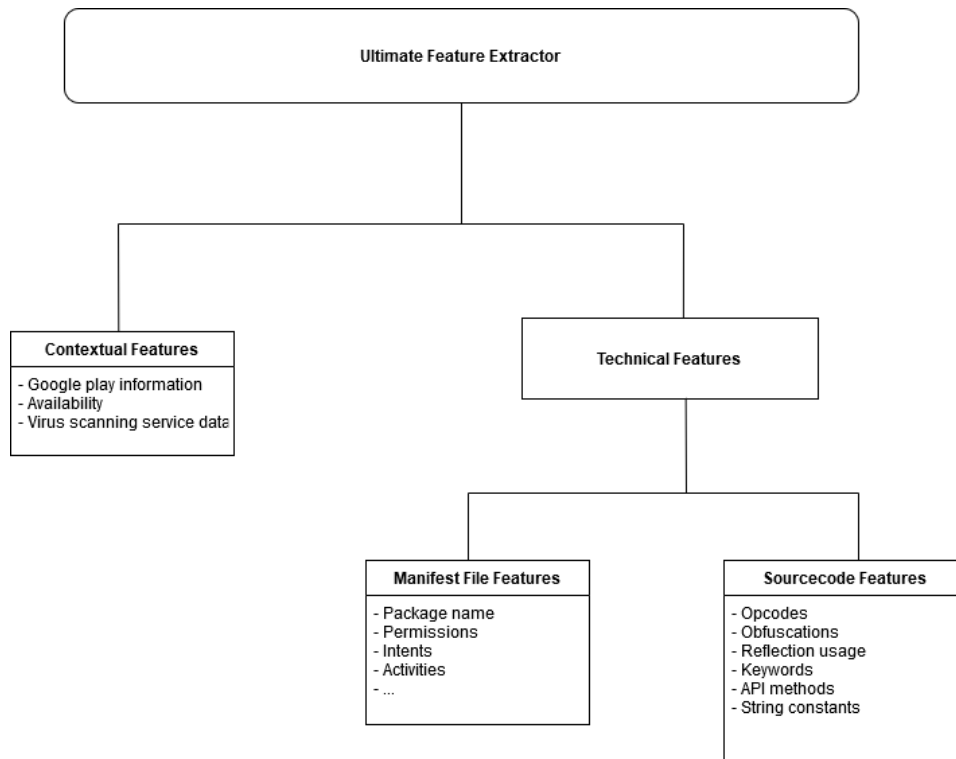 Ultimate Feature Extractor
Contextual Features
- Google play information
- Availability
- Virus scanning service data
Technical Features
Manifest File Features
- Package name
- Permissions
- Intents
- Activities
- ...
Sourcecode Features
- Opcodes
- Obfuscations
- Reflection usage
- Keywords
- API methods
- String constants